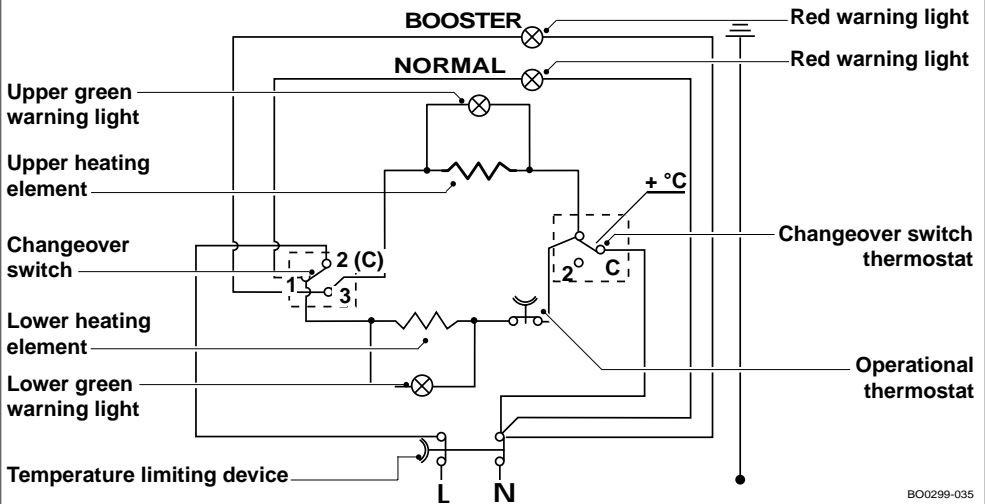 BOOSTER
Red warning light
NORMAL
Red warning light
Upper green
warning light
Upper heating
element
+ °C
Changeover
switch
2 (C)
1
3
2
C
Changeover switch
thermostat
Lower heating
element
Operational
thermostat
Lower green
warning light
Temperature limiting device
L
N
BO0299-035